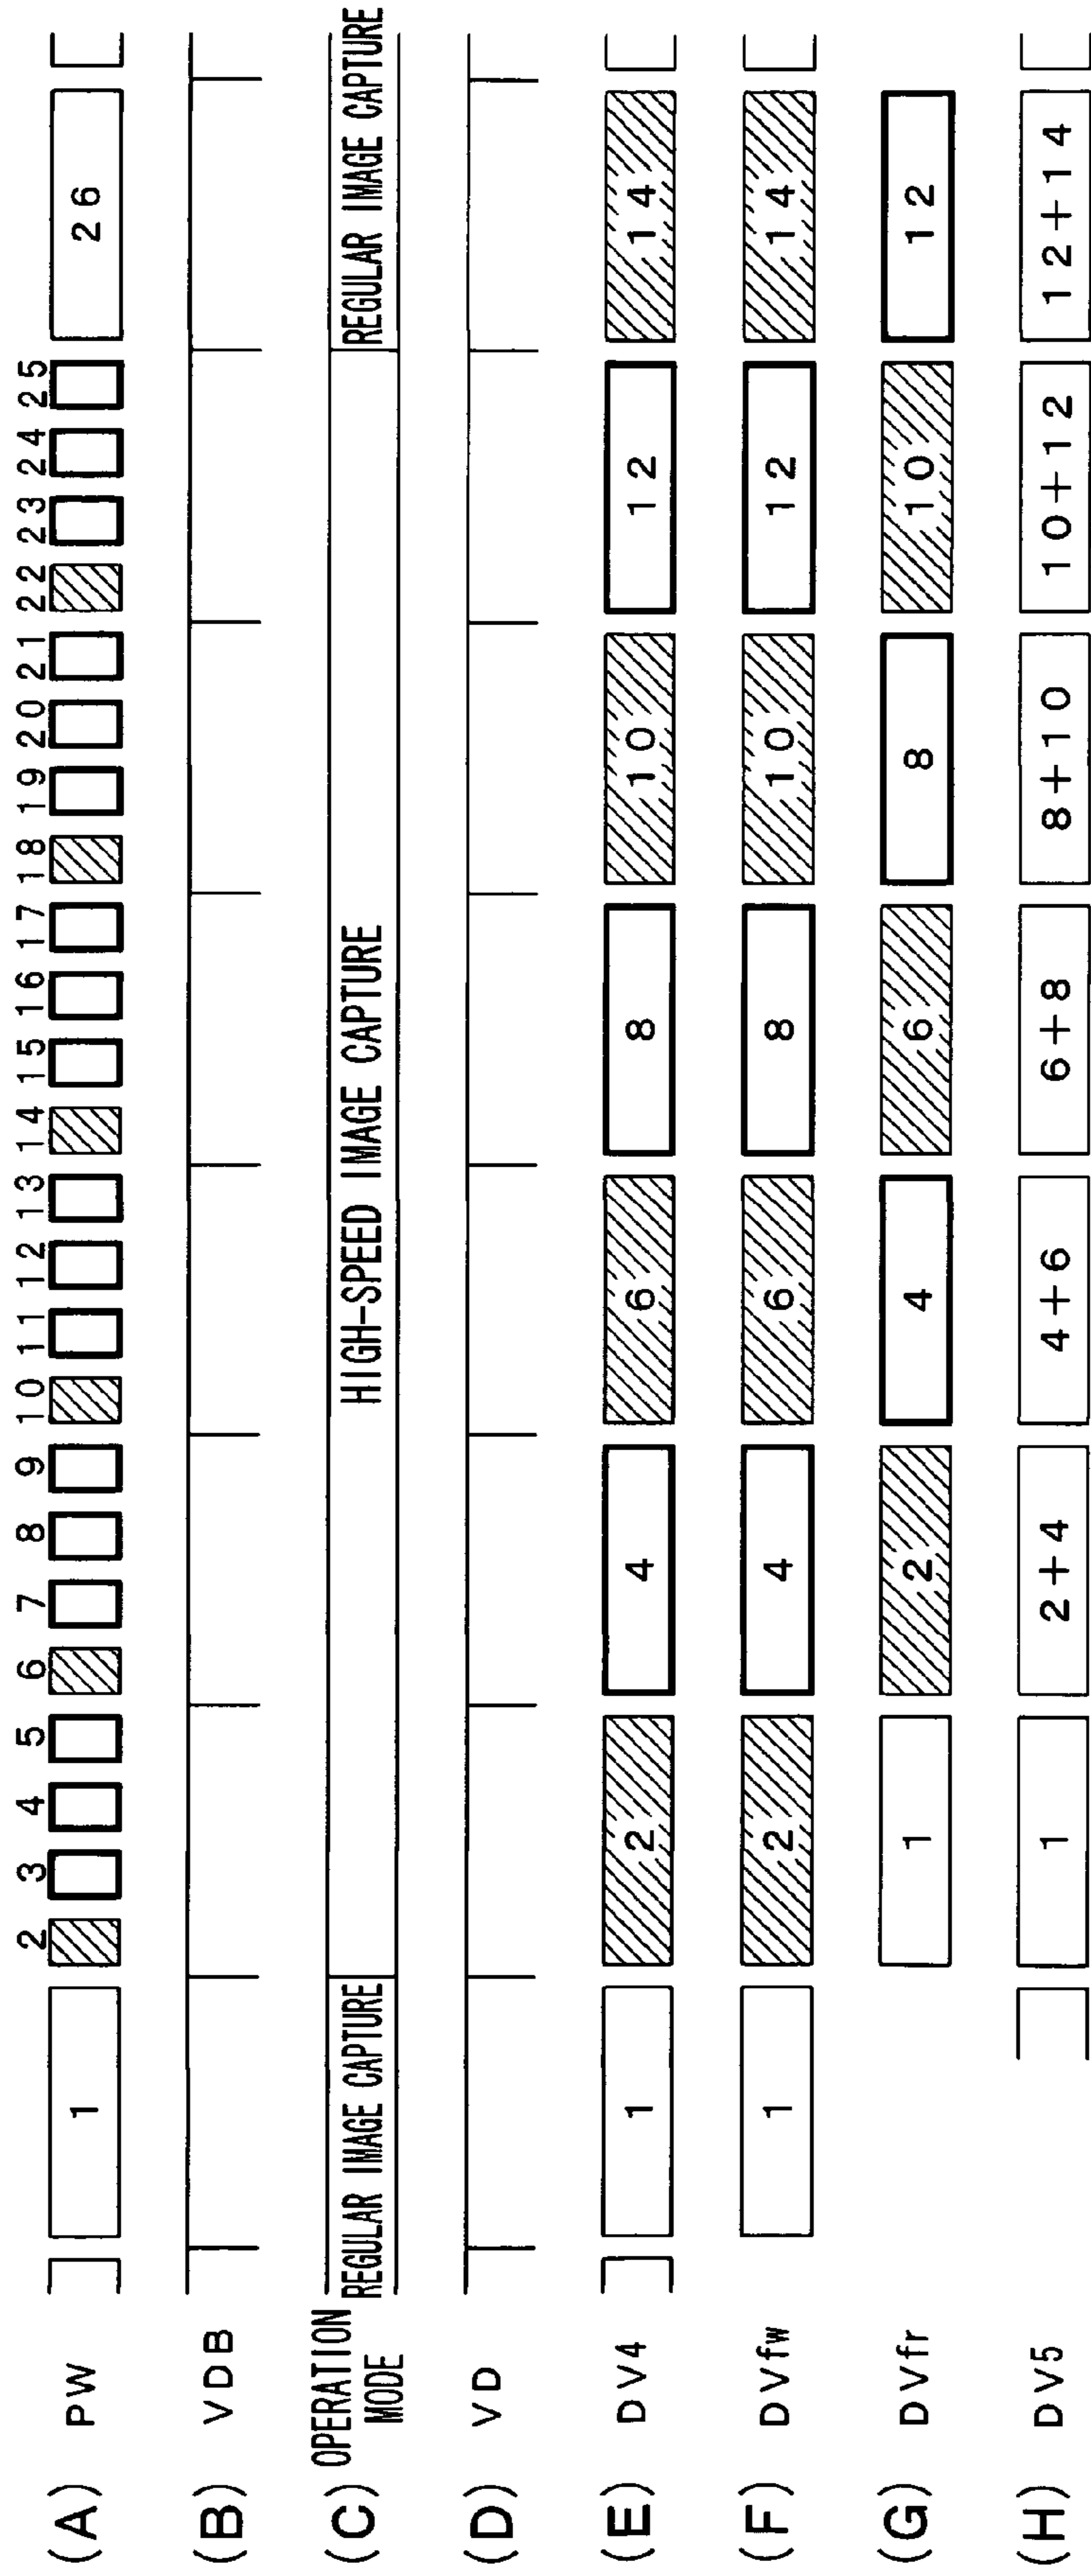 (A) PW 1 2 3 4 5 6 7 8 9 10 11 12 13 14 15 16 17 18 19 20 21 22 23 24 25 26
(B) VDB
(C) OPERATION MODE REGULAR IMAGE CAPTURE HIGH-SPEED IMAGE CAPTURE REGULAR IMAGE CAPTURE
(D) VD
(E) DV4 1 2 4 6 8 10 12 14
(F) DVfw 1 2 4 6 8 10 12 14
(G) DVfr 1 2 4 6 8 10 12
(H) DV5 1 2+4 4+6 6+8 8+10 10+12 12+14